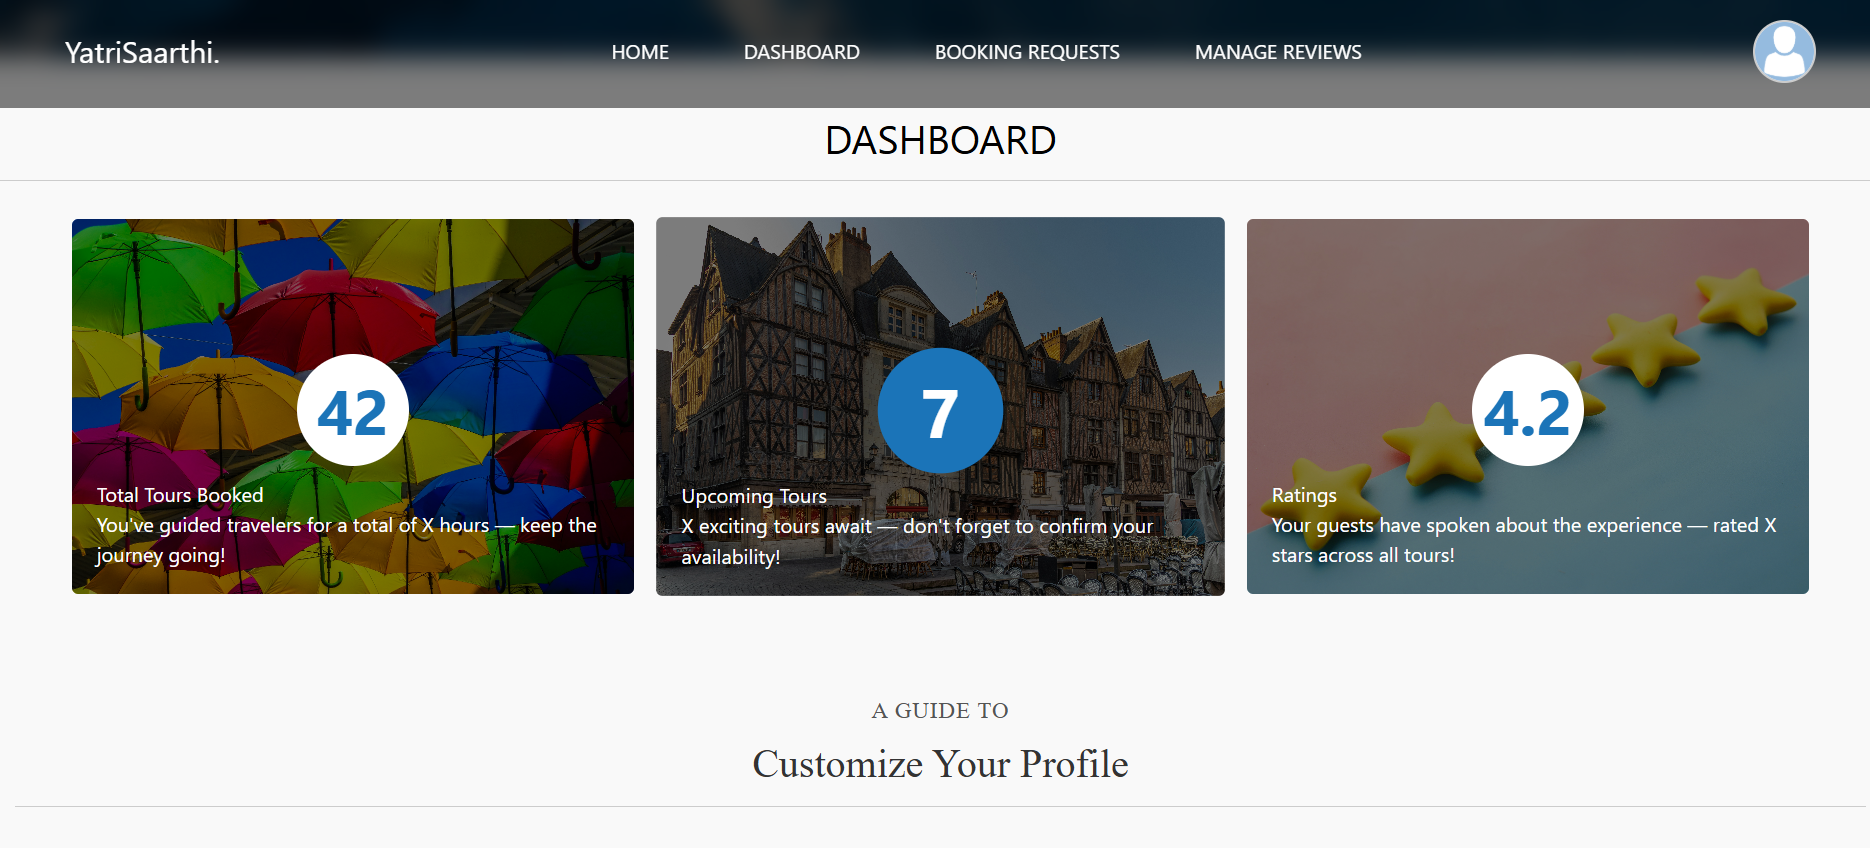 YatriSaarthi.
HOME DASHBOARD BOOKING REQUESTS MANAGE REVIEWS
DASHBOARD
42
Total Tours Booked
You've guided travelers for a total of X hours — keep the
journey going!
7
Upcoming Tours
X exciting tours await — don't forget to confirm your
availability!
4.2
Ratings
Your guests have spoken about the experience — rated X
stars across all tours!
A GUIDE TO
Customize Your Profile